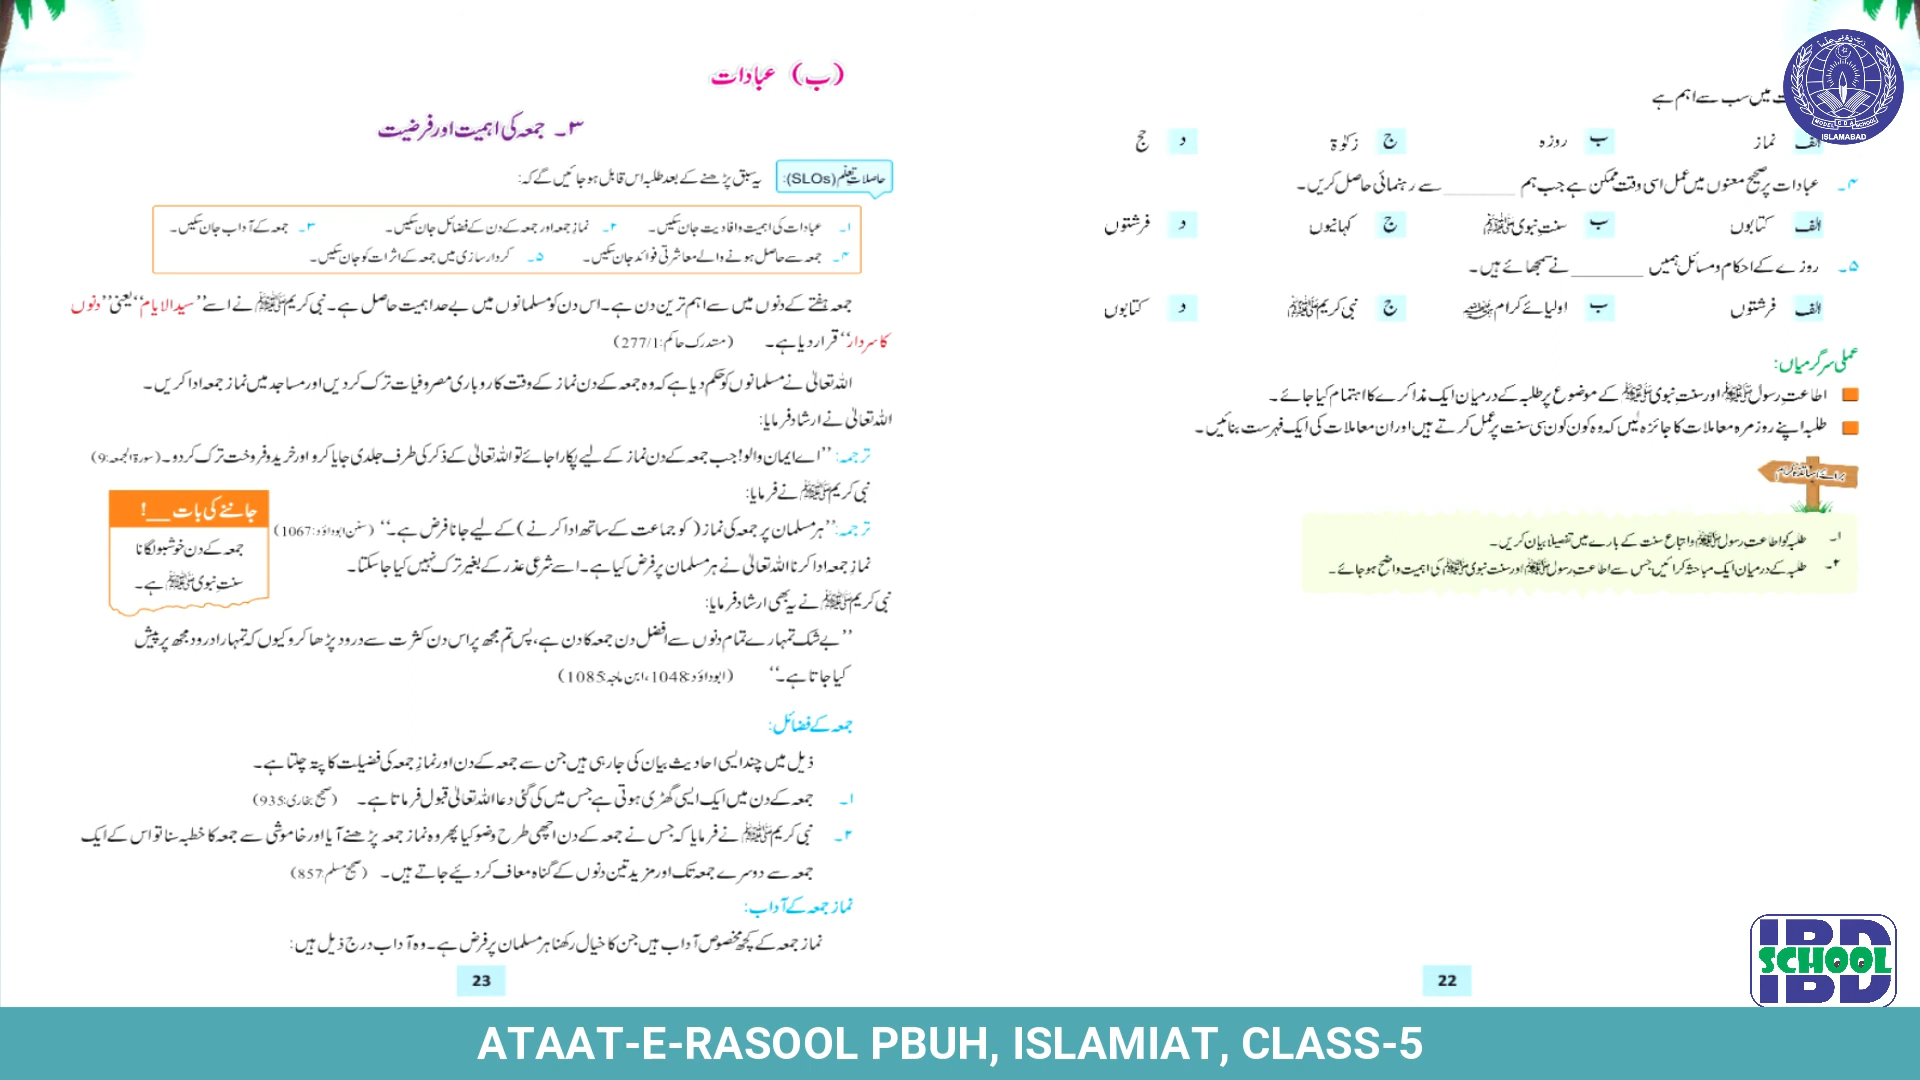 میں سب سے اہم ہے
الف نماز ب روزہ ج زکوٰۃ د حج
۴۔ عبادات پر صحیح معنوں میں عمل اسی وقت ممکن ہے جب ہم ________ سے رہنمائی حاصل کریں۔
الف کتابوں ب سنتِ نبوی ﷺ ج کہانیوں د فرشتوں
۵۔ روزے کے احکام و مسائل ہمیں ________ نے سمجھائے ہیں۔
الف فرشتوں ب اولیائے کرام ج نبی کریم ﷺ د کتابوں
عملی سرگرمیاں:
اطاعتِ رسول ﷺ اور سنتِ نبوی ﷺ کے موضوع پر طلبہ کے درمیان ایک مذاکرے کا اہتمام کیا جائے۔
طلبہ اپنے روزمرہ معاملات کا جائزہ لیں کہ وہ کون کون سی سنت پر عمل کرتے ہیں اور ان معاملات کی ایک فہرست بنائیں۔
برائے اساتذہ کرام
۱۔ طلبہ کو اطاعتِ رسول ﷺ و اتباعِ سنت کے بارے میں تفصیلاً بیان کریں۔
۲۔ طلبہ کے درمیان ایک مباحثہ کرائیں جس سے اطاعتِ رسول ﷺ اور سنت نبوی ﷺ کی اہمیت واضح ہو جائے۔
22
(ب) عبادات
۳۔ جمعہ کی اہمیت اور فرضیت
حاصلاتِ تعلّم (SLOs): یہ سبق پڑھنے کے بعد طلبہ اس قابل ہو جائیں گے کہ:
۱۔ عبادات کی اہمیت و افادیت جان سکیں۔ ۲۔ نمازِ جمعہ اور جمعہ کے دن کے فضائل جان سکیں۔ ۳۔ جمعہ کے آداب جان سکیں۔
۴۔ جمعہ سے حاصل ہونے والے معاشرتی فوائد جان سکیں۔ ۵۔ کردار سازی میں جمعہ کے اثرات کو جان سکیں۔
جمعہ ہفتے کے دنوں میں سے اہم ترین دن ہے۔ اس دن کو مسلمانوں میں بے حد اہمیت حاصل ہے۔ نبی کریم ﷺ نے اسے ”سید الایام“ یعنی ”دنوں
کا سردار“ قرار دیا ہے۔ (مستدرک حاکم: 277/1)
اللہ تعالیٰ نے مسلمانوں کو حکم دیا ہے کہ وہ جمعہ کے دن نماز کے وقت کاروباری مصروفیات ترک کر دیں اور مساجد میں نماز جمعہ ادا کریں۔
اللہ تعالیٰ نے ارشاد فرمایا:
ترجمہ: ”اے ایمان والو! جب جمعہ کے دن نماز کے لیے پکارا جائے تو اللہ تعالیٰ کے ذکر کی طرف جلدی جایا کرو اور خرید و فروخت ترک کر دو۔ (سورۃ الجمعہ: 9)
نبی کریم ﷺ نے فرمایا:
ترجمہ: ”ہر مسلمان پر جمعہ کی نماز (کو جماعت کے ساتھ ادا کرنے) کے لیے جانا فرض ہے۔“ (سنن ابوداؤد: 1067)
نماز جمعہ ادا کرنا اللہ تعالیٰ نے ہر مسلمان پر فرض کیا ہے۔ اسے شرعی عذر کے بغیر ترک نہیں کیا جا سکتا۔
نبی کریم ﷺ نے یہ بھی ارشاد فرمایا:
”بے شک تمہارے تمام دنوں سے افضل دن جمعہ کا دن ہے، پس تم مجھ پر اس دن کثرت سے درود پڑھا کرو کیوں کہ تمہارا درود مجھ پر پیش
کیا جاتا ہے۔“ (ابوداؤد: 1048، ابن ماجہ: 1085)
جاننے کی بات __!
جمعہ کے دن خوشبو لگانا
سنتِ نبوی ﷺ ہے۔
جمعہ کے فضائل:
ذیل میں چند ایسی احادیث بیان کی جا رہی ہیں جن سے جمعہ کے دن اور نمازِ جمعہ کی فضیلت کا پتہ چلتا ہے۔
۱۔ جمعہ کے دن میں ایک ایسی گھڑی ہوتی ہے جس میں کی گئی دعا اللہ تعالیٰ قبول فرماتا ہے۔ (صحیح بخاری: 935)
۲۔ نبی کریم ﷺ نے فرمایا کہ جس نے جمعہ کے دن اچھی طرح وضو کیا پھر وہ نماز جمعہ پڑھنے آیا اور خاموشی سے جمعہ کا خطبہ سنا تو اس کے ایک
جمعہ سے دوسرے جمعہ تک اور مزید تین دنوں کے گناہ معاف کر دیئے جاتے ہیں۔ (صحیح مسلم: 857)
نماز جمعہ کے آداب:
نماز جمعہ کے کچھ مخصوص آداب ہیں جن کا خیال رکھنا ہر مسلمان پر فرض ہے۔ وہ آداب درج ذیل ہیں:
23
MODEL SCHOOL
ISLAMABAD
IBD
SCHOOL
IBD
ATAAT-E-RASOOL PBUH, ISLAMIAT, CLASS-5